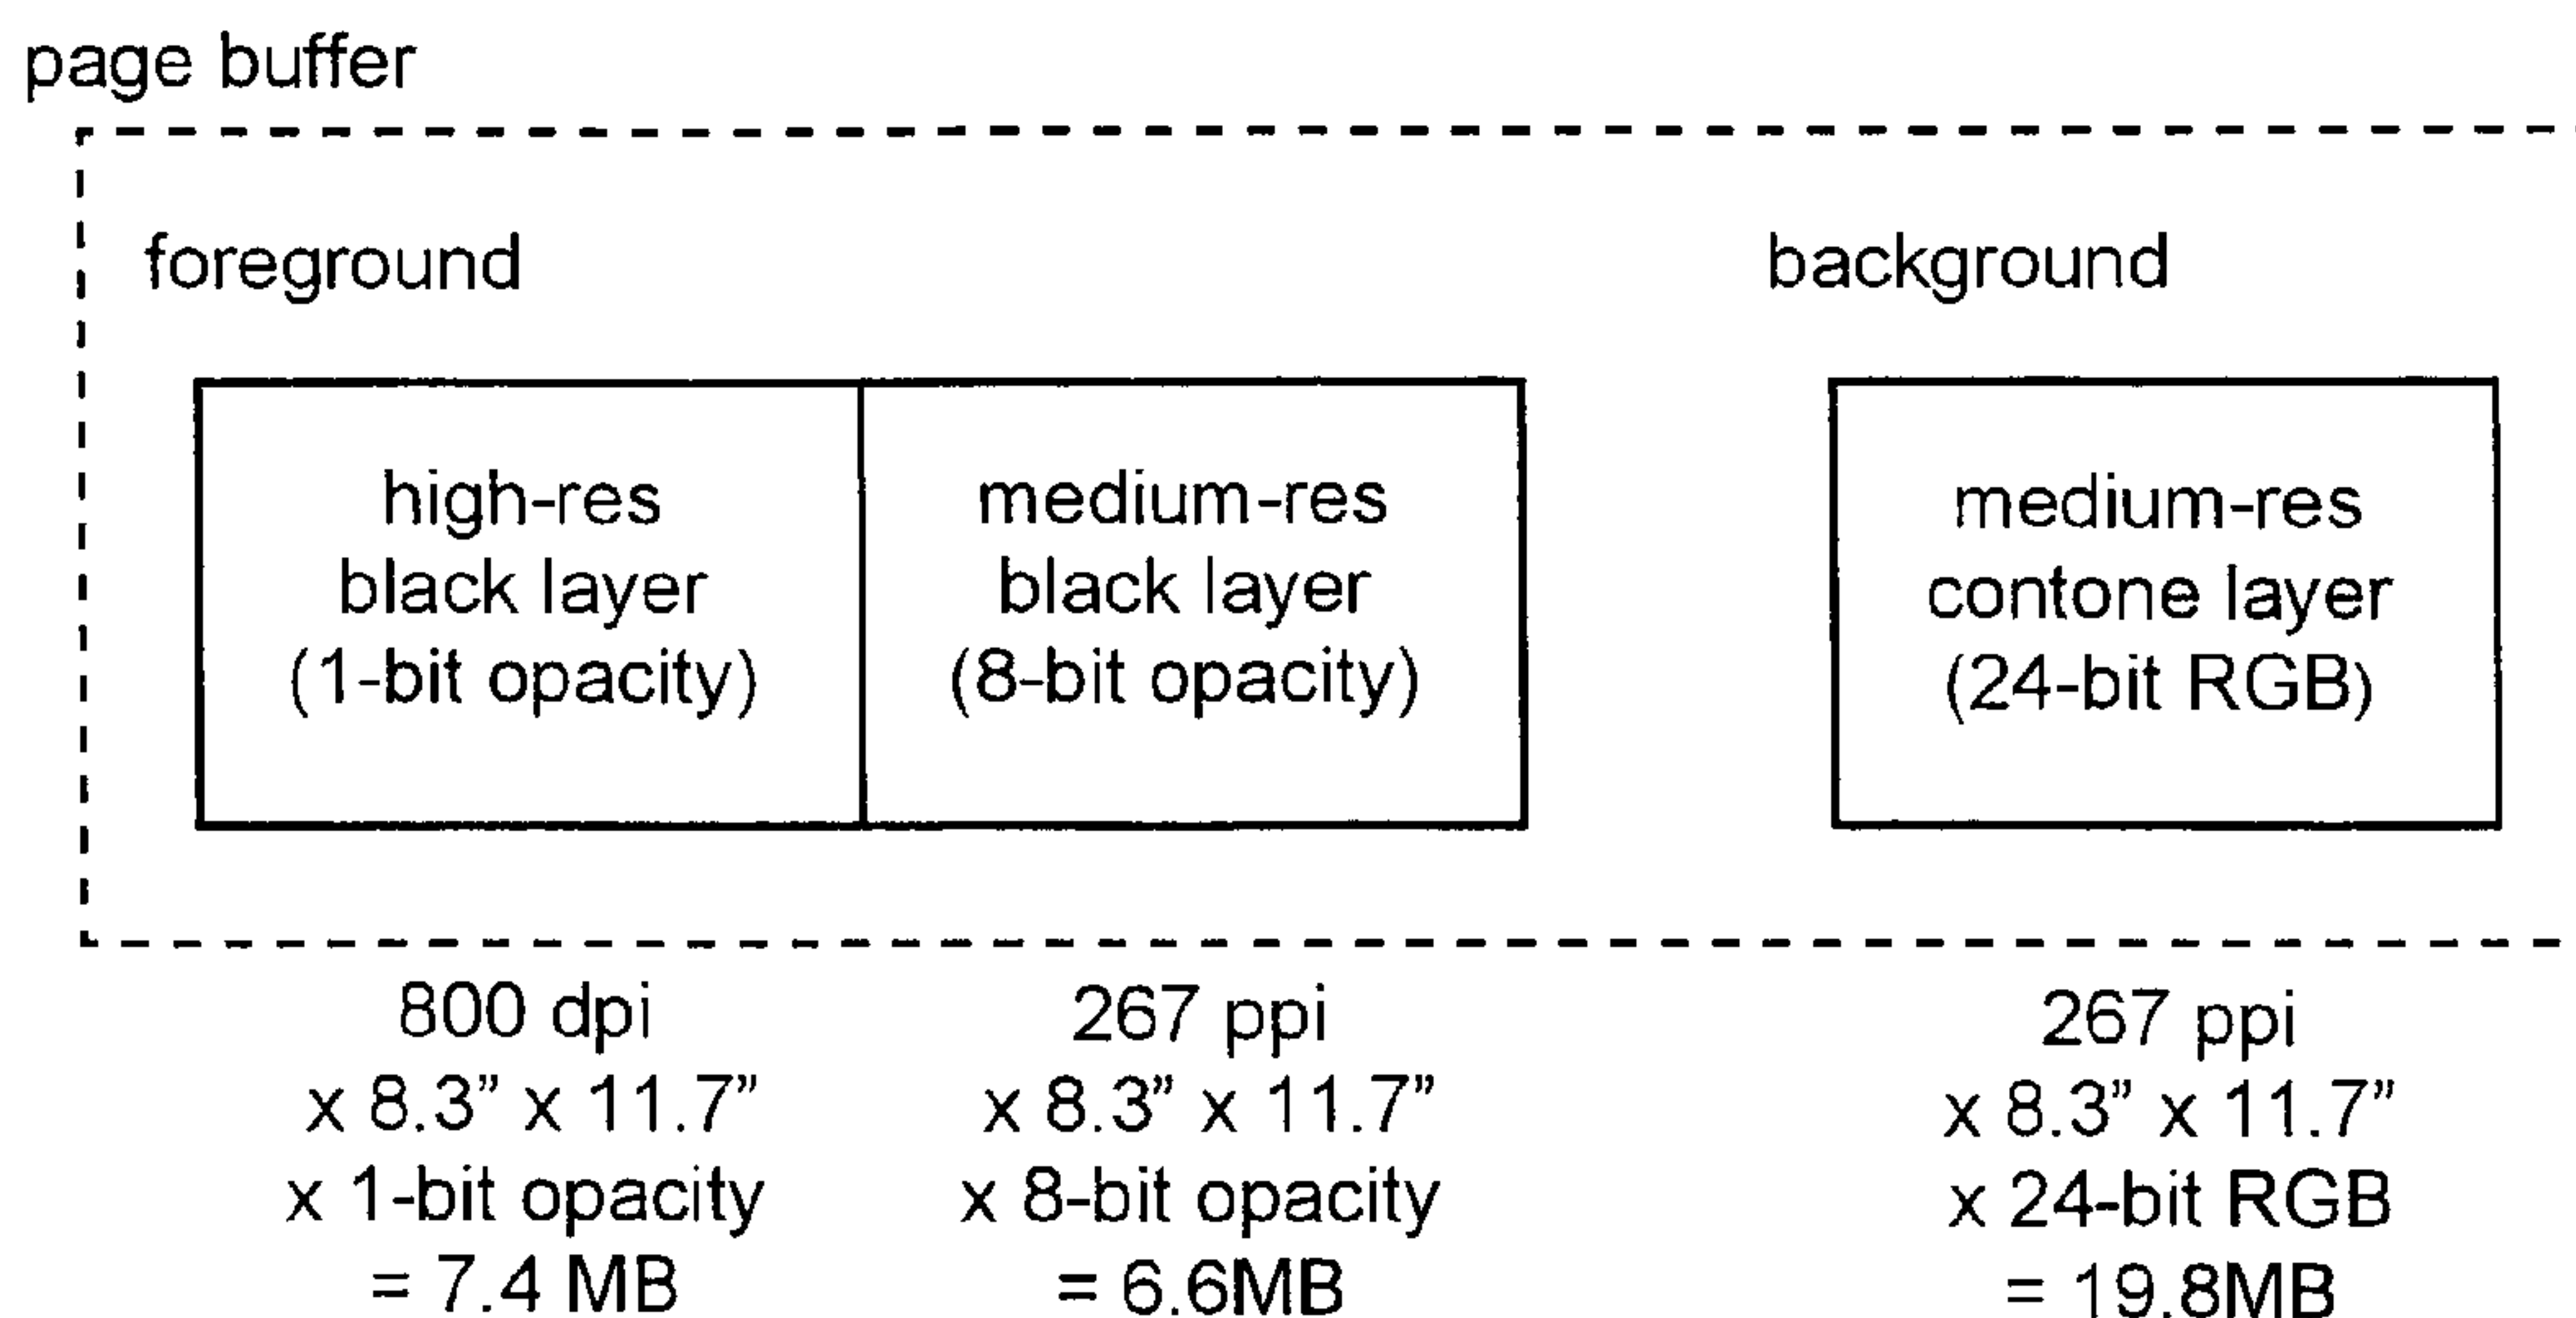 page buffer
foreground
background
high-res
black layer
(1-bit opacity)
medium-res
black layer
(8-bit opacity)
medium-res
contone layer
(24-bit RGB)
800 dpi
x 8.3” x 11.7”
x 1-bit opacity
= 7.4 MB
267 ppi
x 8.3” x 11.7”
x 8-bit opacity
= 6.6MB
267 ppi
x 8.3” x 11.7”
x 24-bit RGB
= 19.8MB